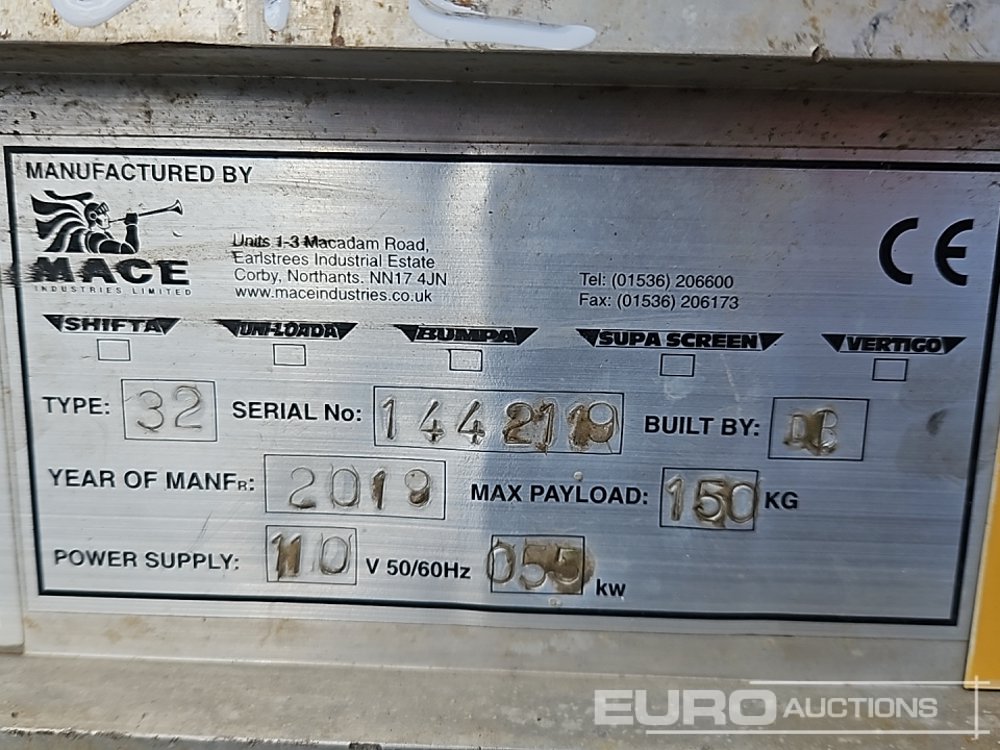 MANUFACTURED BY
MACE
INDUSTRIES LIMITED
Units 1-3 Macadam Road,
Earlstrees Industrial Estate
Corby, Northants. NN17 4JN
www.maceindustries.co.uk
Tel: (01536) 206600
Fax: (01536) 206173
CE
SHIFTA UNI-LOADA BUMPA SUPA SCREEN VERTIGO
TYPE: 32 SERIAL No: 1442119 BUILT BY:
YEAR OF MANFR: 2019 MAX PAYLOAD: 150 KG
POWER SUPPLY: 110 V 50/60Hz 055 kw
EURO AUCTIONS